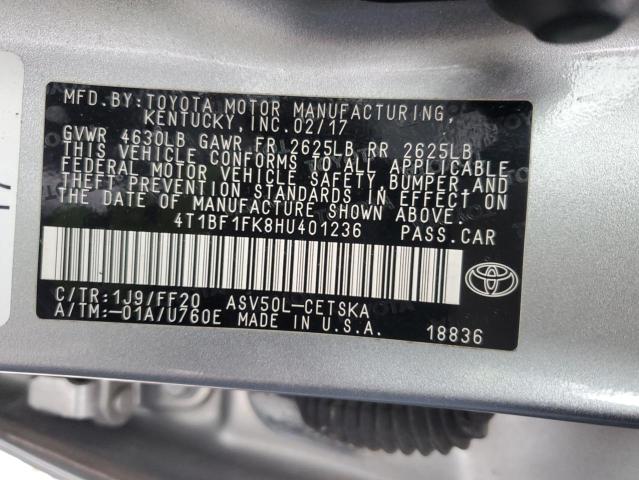 MFD.BY:TOYOTA MOTOR MANUFACTURING,
KENTUCKY, INC.02/17
GVWR 4630LB GAWR FR 2625LB RR 2625LB
THIS VEHICLE CONFORMS TO ALL APPLICABLE
FEDERAL MOTOR VEHICLE SAFETY, BUMPER AND
THEFT PREVENTION STANDARDS IN EFFECT ON
THE DATE OF MANUFACTURE SHOWN ABOVE.
4T1BF1FK8HU401236 PASS.CAR
C/TR:1J9/FF20 ASV50L-CETSKA
A/TM:-01A/U760E MADE IN U.S.A. 18836